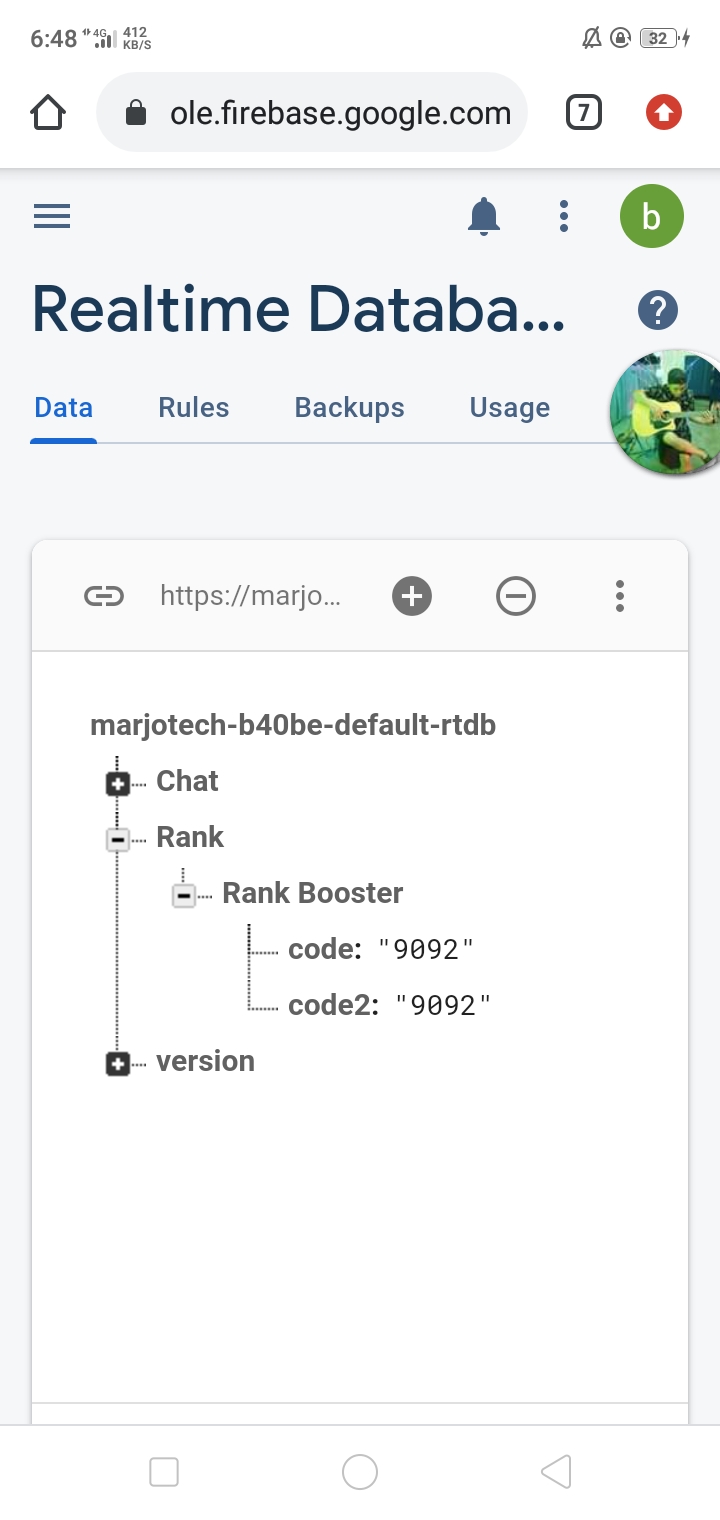 6:48 4G 412 KB/S 32
ole.firebase.google.com 7
b
Realtime Databa... ?
Data Rules Backups Usage
https://marjo...
marjotech-b40be-default-rtdb
Chat
Rank
Rank Booster
code: "9092"
code2: "9092"
version